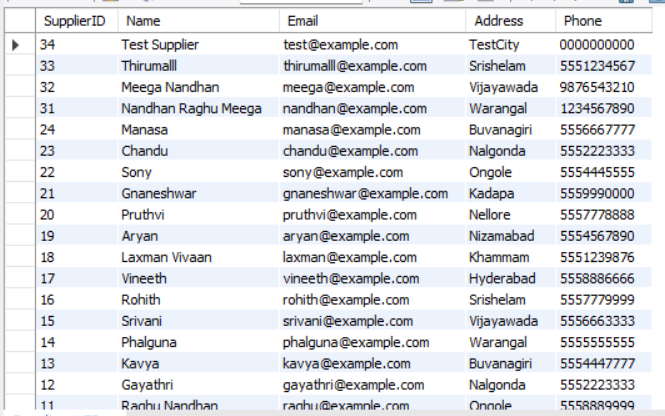 SupplierID Name Email Address Phone
34 Test Supplier test@example.com TestCity 0000000000
33 Thirumalll thirumalll@example.com Srishelam 5551234567
32 Meega Nandhan meega@example.com Vijayawada 9876543210
31 Nandhan Raghu Meega nandhan@example.com Warangal 1234567890
24 Manasa manasa@example.com Buvanagiri 5556667777
23 Chandu chandu@example.com Nalgonda 5552223333
22 Sony sony@example.com Ongole 5554445555
21 Gnaneshwar gnaneshwar@example.com Kadapa 5559990000
20 Pruthvi pruthvi@example.com Nellore 5557778888
19 Aryan aryan@example.com Nizamabad 5554567890
18 Laxman Vivaan laxman@example.com Khammam 5551239876
17 Vineeth vineeth@example.com Hyderabad 5558886666
16 Rohith rohith@example.com Srishelam 5557779999
15 Srivani srivani@example.com Vijayawada 5556663333
14 Phalguna phalguna@example.com Warangal 5555555555
13 Kavya kavya@example.com Buvanagiri 5554447777
12 Gayathri gayathri@example.com Nalgonda 5552223333
11 Raghu Nandhan raghu@example.com Ongole 5558889999